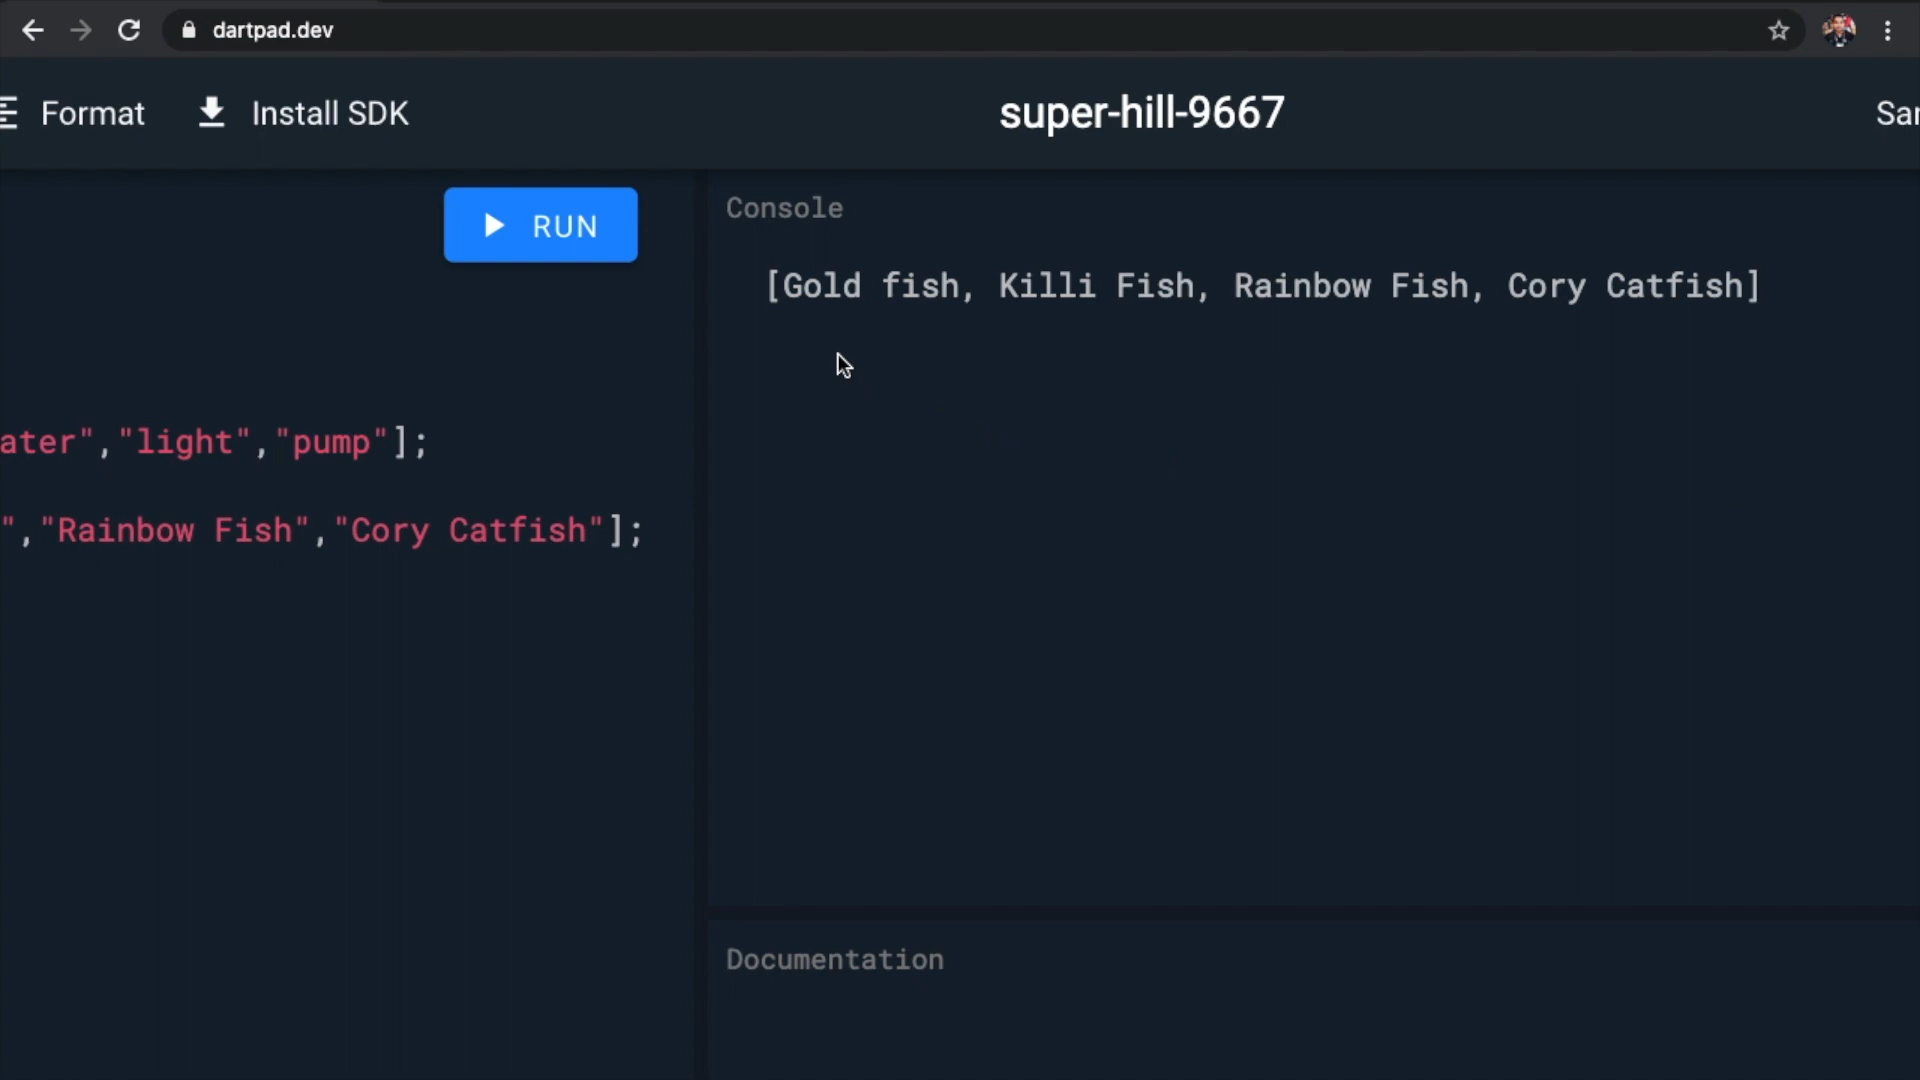 dartpad.dev
Format Install SDK super-hill-9667 Sar
RUN
Console
[Gold fish, Killi Fish, Rainbow Fish, Cory Catfish]
ater","light","pump"];
","Rainbow Fish","Cory Catfish"];
Documentation